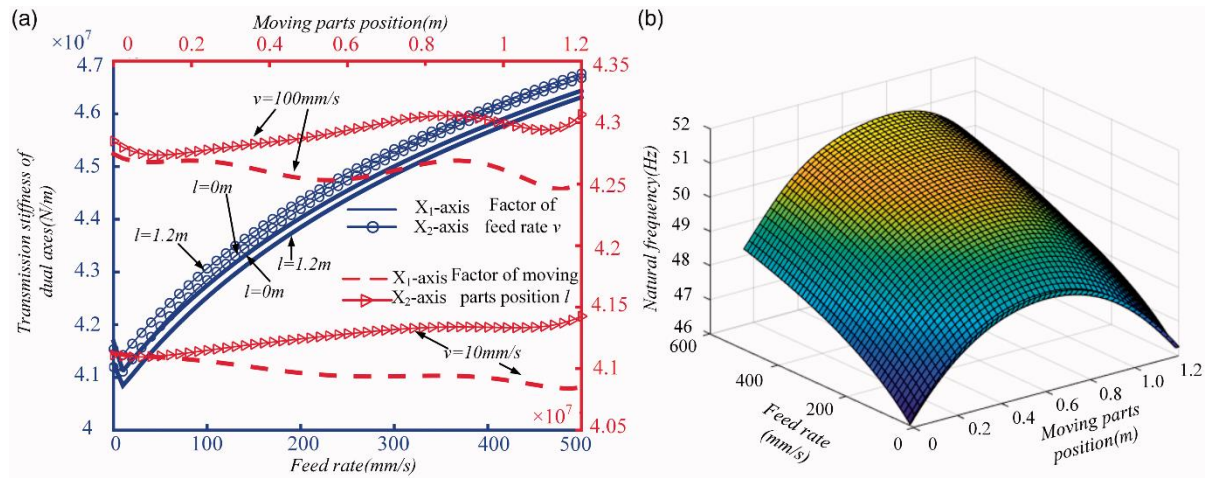 (a)
Moving parts position(m)
×10⁷
0 0.2 0.4 0.6 0.8 1 1.2
4.7
4.6
4.5
4.4
4.3
4.2
4.1
4
Transmission stiffness of
dual axes(N/m)
4.35
4.3
4.25
4.2
4.15
4.1
4.05
×10⁷
v=100mm/s
l=0m
l=1.2m
l=1.2m
l=0m
X₁-axis Factor of
X₂-axis feed rate v
X₁-axis Factor of moving
X₂-axis parts position l
v=10mm/s
0 100 200 300 400 500
Feed rate(mm/s)
(b)
Natural frequency(Hz)
52
51
50
49
48
47
46
600
400
200
0
Feed rate
(mm/s)
0 0.2 0.4 0.6 0.8 1.0 1.2
Moving parts
position(m)